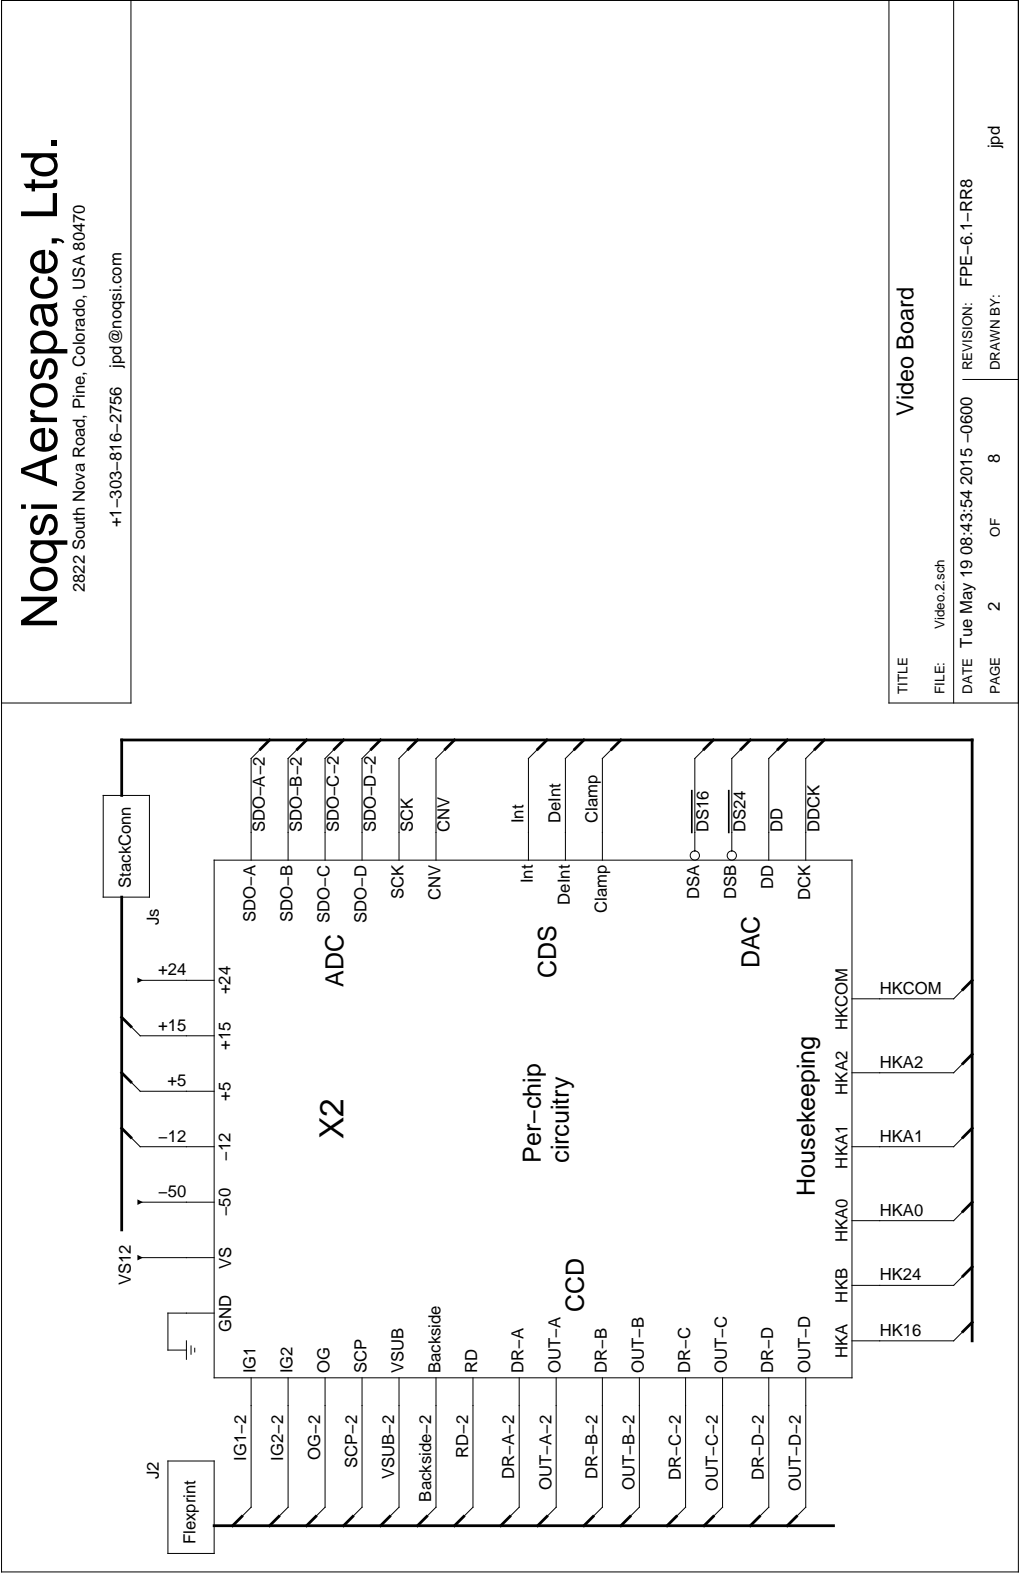 Noqsi Aerospace, Ltd.
2822 South Nova Road, Pine, Colorado, USA 80470
+1−303−816−2756 jpd@noqsi.com
J2
Flexprint
Js
StackConn
VS12
−50
−12
+5
+15
+24
GND
VS
−50
−12
+5
+15
+24
IG1−2
IG2−2
OG−2
SCP−2
VSUB−2
Backside−2
RD−2
DR−A−2
OUT−A−2
DR−B−2
OUT−B−2
DR−C−2
OUT−C−2
DR−D−2
OUT−D−2
IG1
IG2
OG
SCP
VSUB
Backside
RD
DR−A
OUT−A
DR−B
OUT−B
DR−C
OUT−C
DR−D
OUT−D
CCD
X2
Per−chip
circuitry
Housekeeping
ADC
CDS
DAC
SDO−A
SDO−B
SDO−C
SDO−D
SCK
CNV
Int
DeInt
Clamp
DSA
DSB
DD
DCK
SDO−A−2
SDO−B−2
SDO−C−2
SDO−D−2
SCK
CNV
Int
DeInt
Clamp
DS16
DS24
DD
DDCK
HKA
HKB
HKA0
HKA1
HKA2
HKCOM
HK16
HK24
HKA0
HKA1
HKA2
HKCOM
TITLE
Video Board
FILE: Video.2.sch
DATE Tue May 19 08:43:54 2015 −0600
REVISION: FPE−6.1−RR8
PAGE 2 OF 8
DRAWN BY: jpd